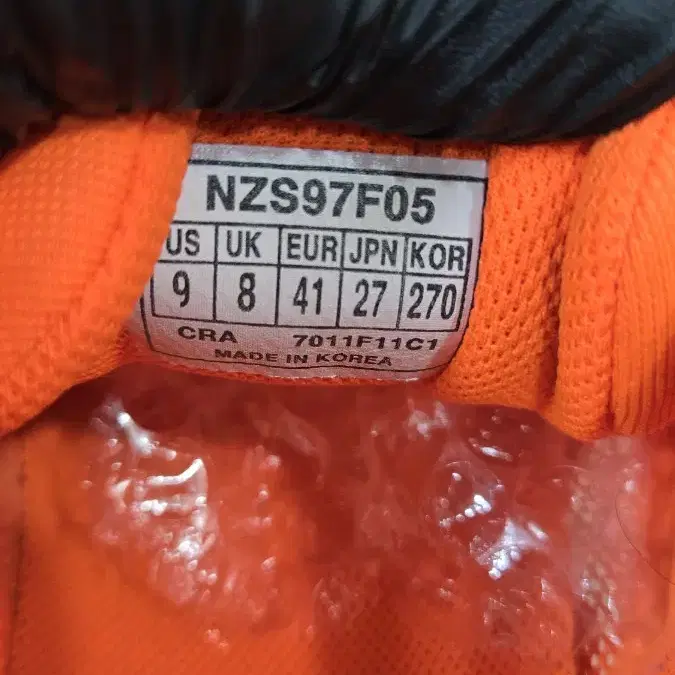 NZS97F05
US UK EUR JPN KOR
9 8 41 27 270
CRA 7011F11C1
MADE IN KOREA